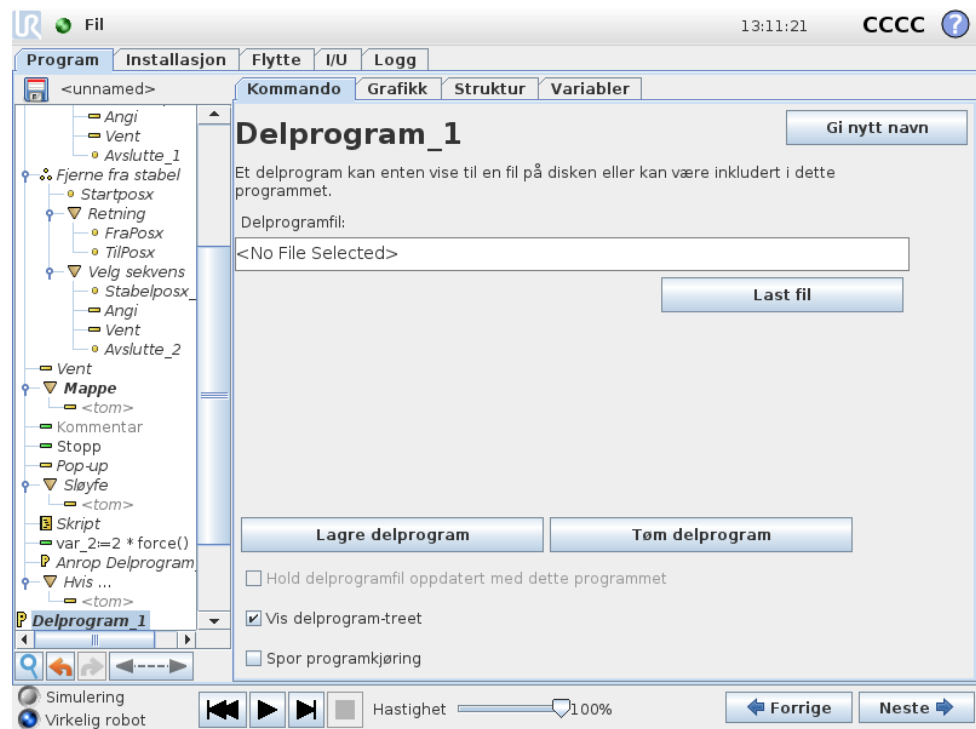 UR Fil 13:11:21 CCCC ?
Program Installasjon Flytte I/U Logg
<unnamed>
Kommando Grafikk Struktur Variabler
Angi
Vent
Avslutte_1
Fjerne fra stabel
Startposx
Retning
FraPosx
TilPosx
Velg sekvens
Stabelposx_
Angi
Vent
Avslutte_2
Vent
Mappe
<tom>
Kommentar
Stopp
Pop-up
Sløyfe
<tom>
Skript
var_2:=2 * force()
P Anrop Delprogram_
Hvis ...
<tom>
P Delprogram_1
Delprogram_1
Gi nytt navn
Et delprogram kan enten vise til en fil på disken eller kan være inkludert i dette
programmet.
Delprogramfil:
<No File Selected>
Last fil
Lagre delprogram Tøm delprogram
Hold delprogramfil oppdatert med dette programmet
Vis delprogram-treet
Spor programkjøring
Simulering
Virkelig robot
Hastighet 100%
Forrige Neste